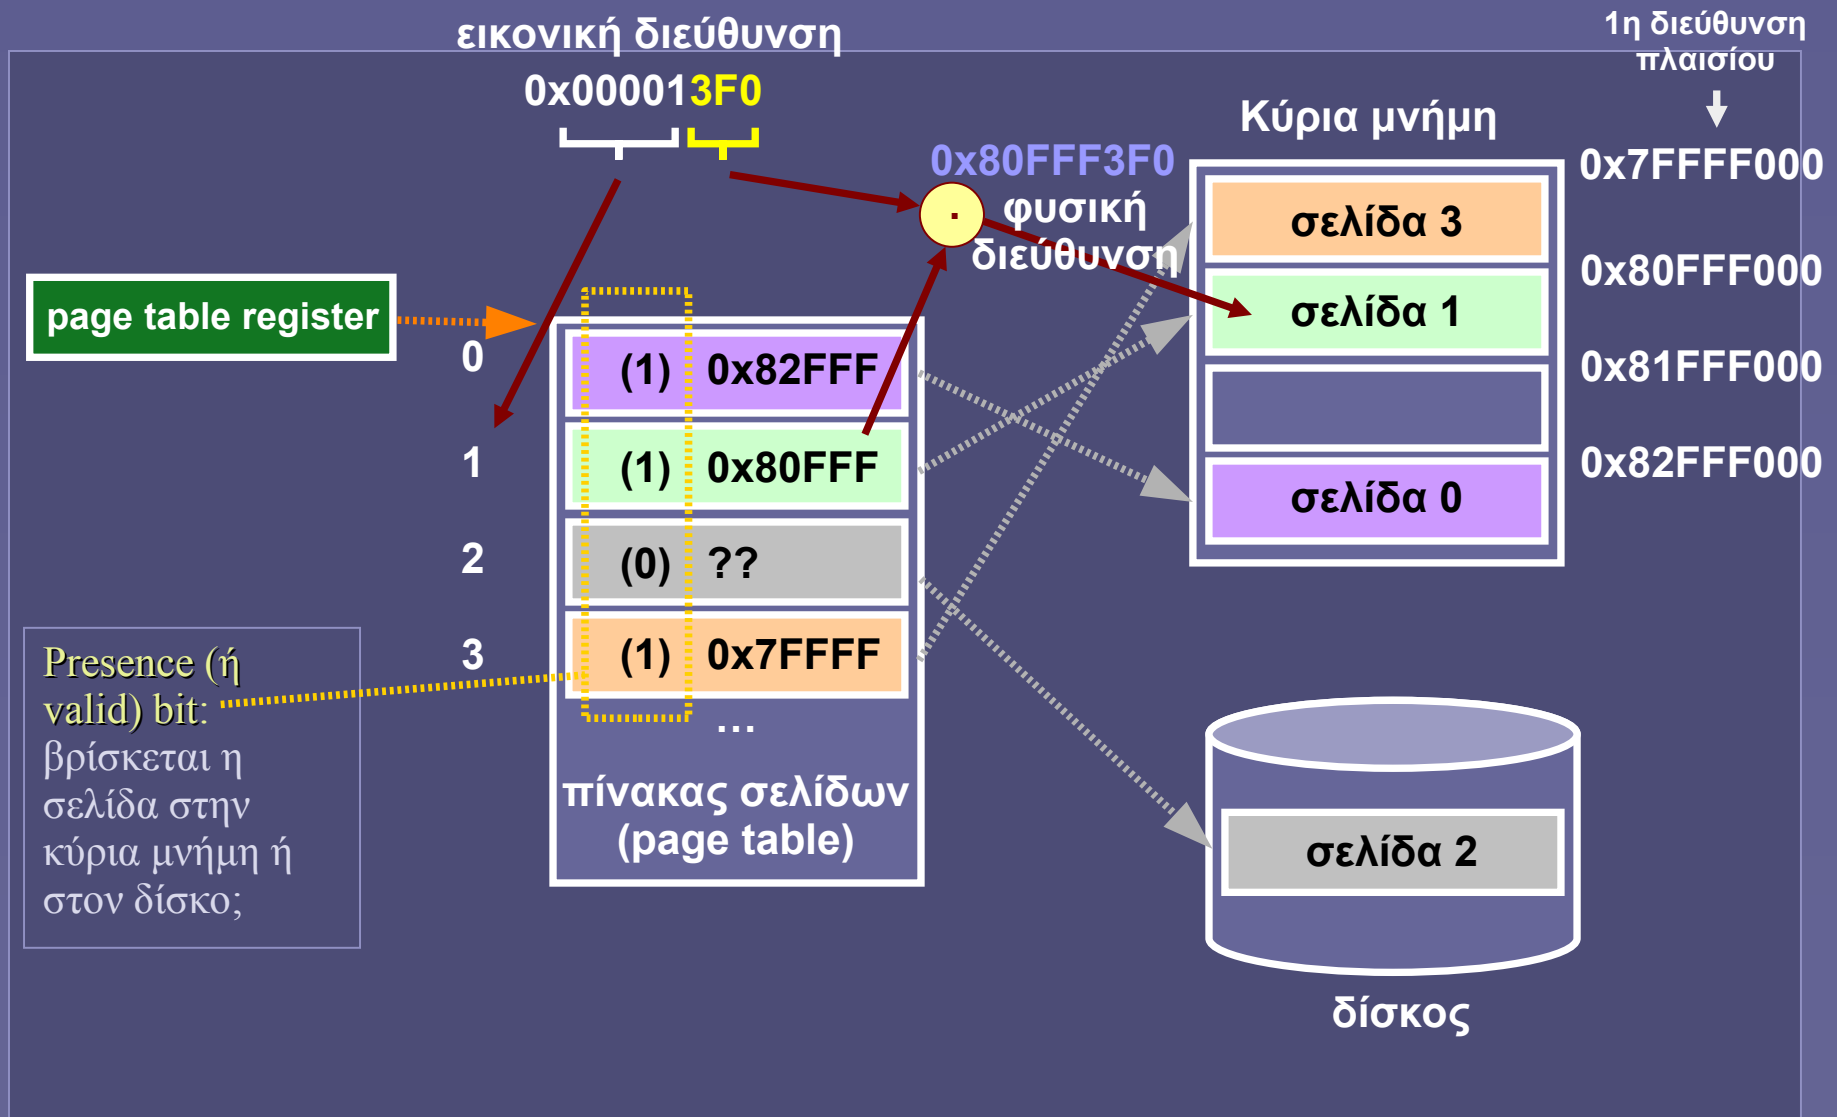 εικονική διεύθυνση
0x000013F0
1η διεύθυνση
πλαισίου
Κύρια μνήμη
0x80FFF3F0
φυσική
διεύθυνση
.
0x7FFFF000
σελίδα 3
0x80FFF000
σελίδα 1
0x81FFF000
0x82FFF000
σελίδα 0
page table register
0
(1) 0x82FFF
1
(1) 0x80FFF
2
(0) ??
3
(1) 0x7FFFF
...
πίνακας σελίδων
(page table)
Presence (ή
valid) bit:
βρίσκεται η
σελίδα στην
κύρια μνήμη ή
στον δίσκο;
σελίδα 2
δίσκος